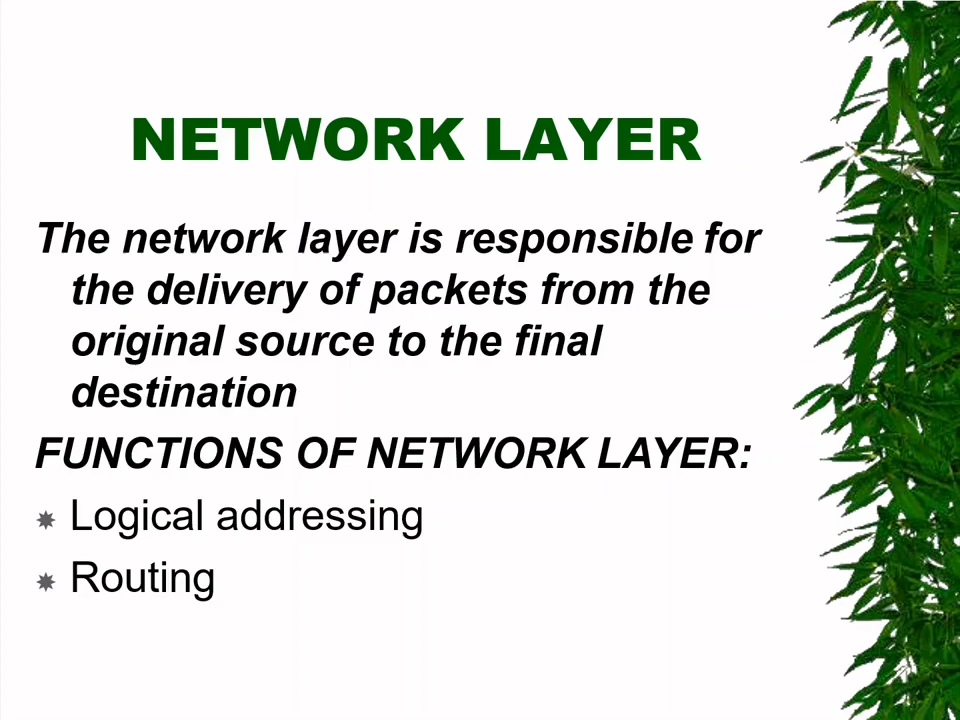 NETWORK LAYER
The network layer is responsible for
the delivery of packets from the
original source to the final
destination
FUNCTIONS OF NETWORK LAYER:
Logical addressing
Routing